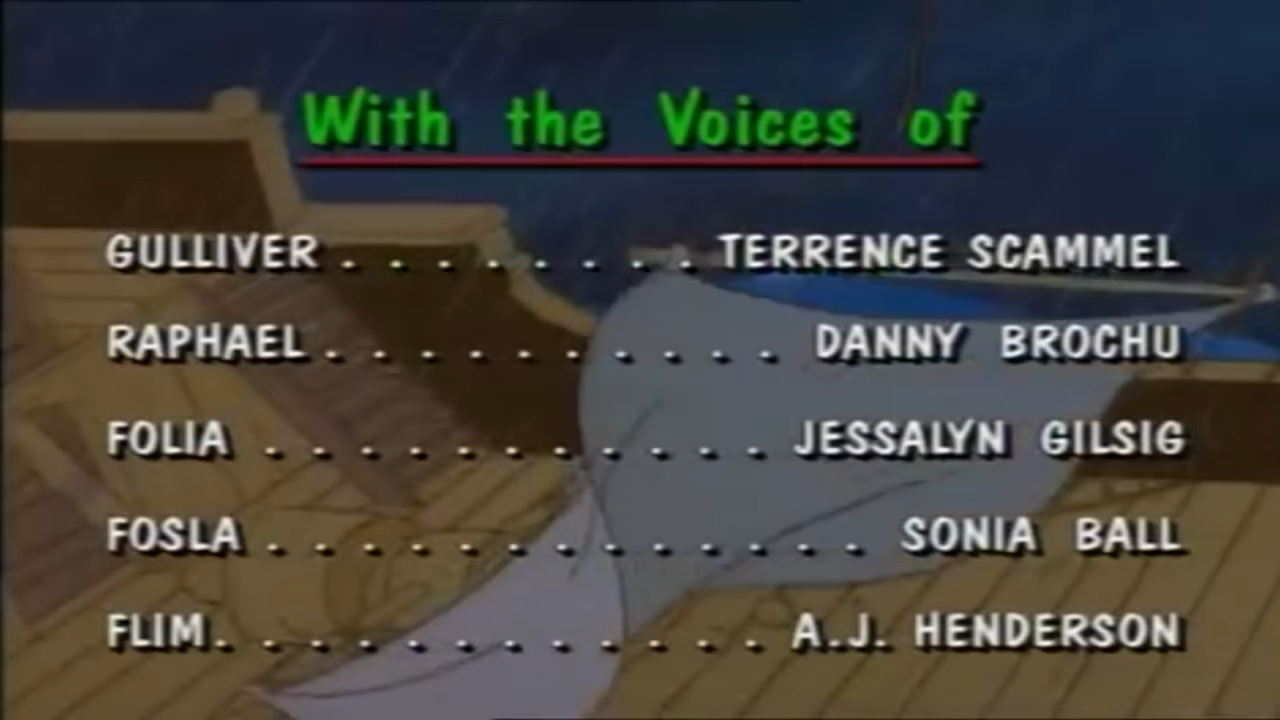 With the Voices of
GULLIVER . . . . . . . . TERRENCE SCAMMEL
RAPHAEL . . . . . . . . . . DANNY BROCHU
FOLIA . . . . . . . . . . . JESSALYN GILSIG
FOSLA . . . . . . . . . . . . . SONIA BALL
FLIM . . . . . . . . . . . . A.J. HENDERSON